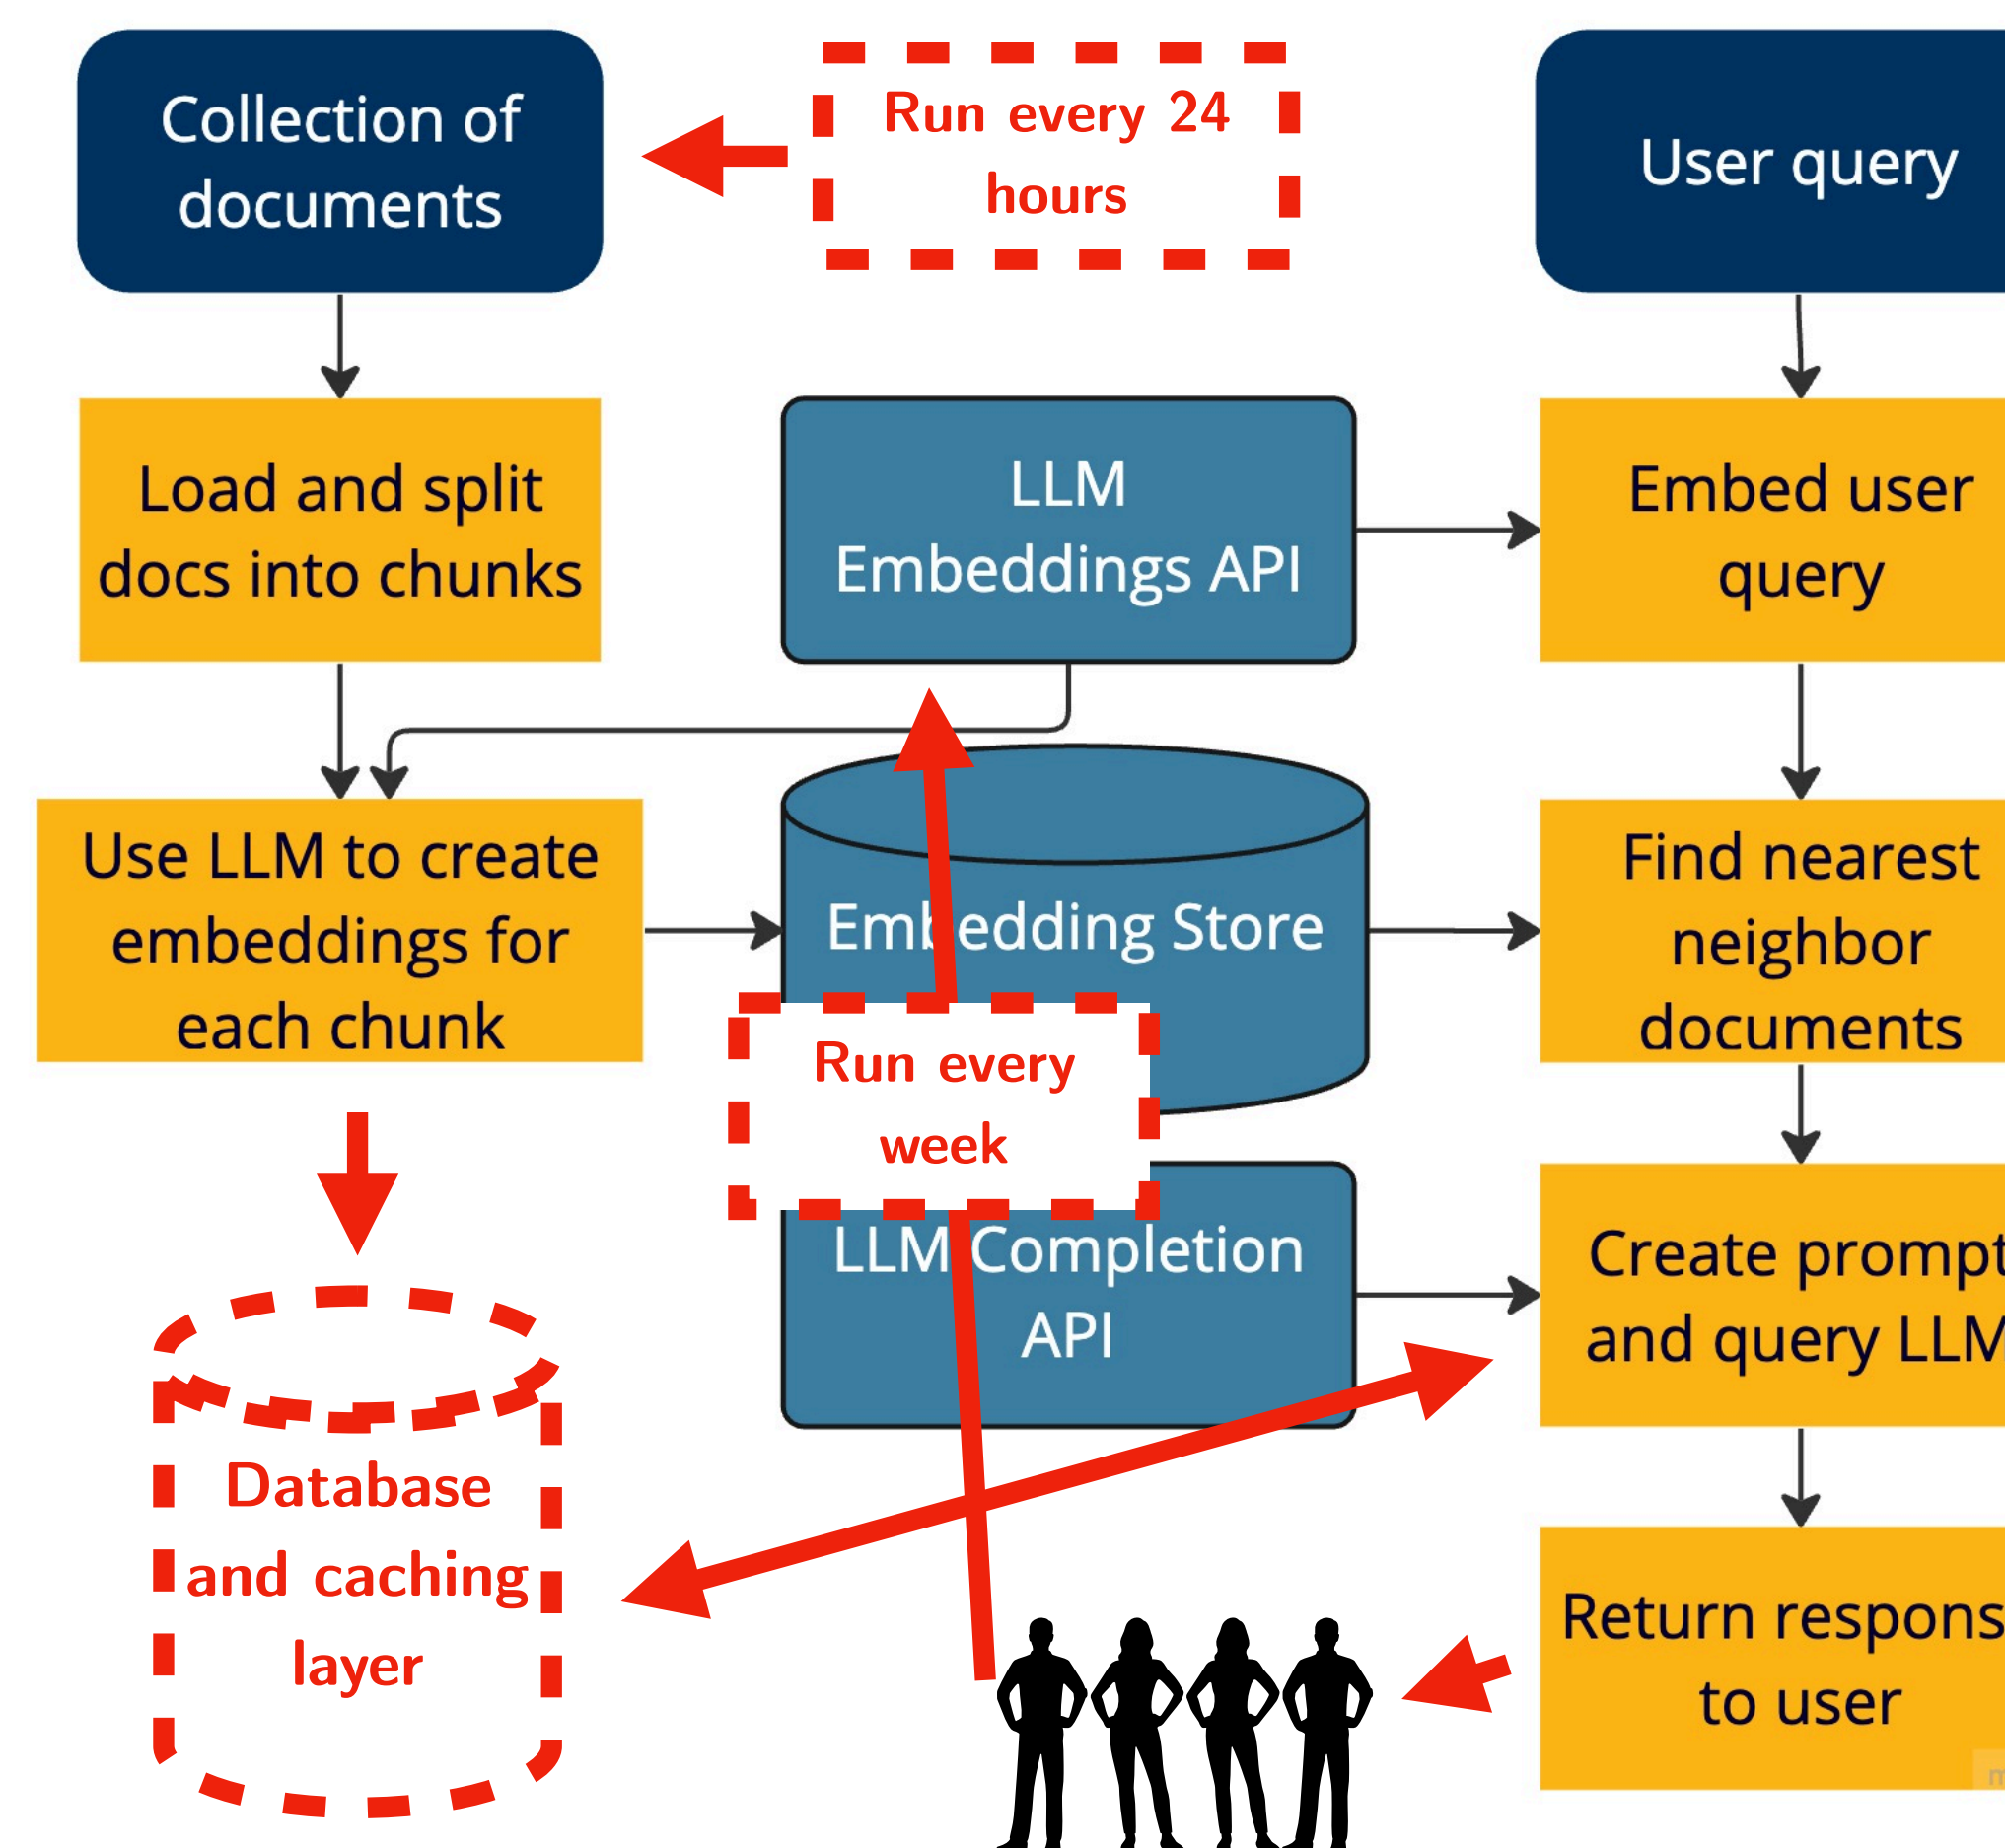 Collection of
documents
Run every 24
hours
User query
Load and split
docs into chunks
LLM
Embeddings API
Embed user
query
Use LLM to create
embeddings for
each chunk
Embedding Store
Find nearest
neighbor
documents
Run every
week
LLM Completion
API
Create prompt
and query LLM
Database
and caching
layer
Return respons
to user
m